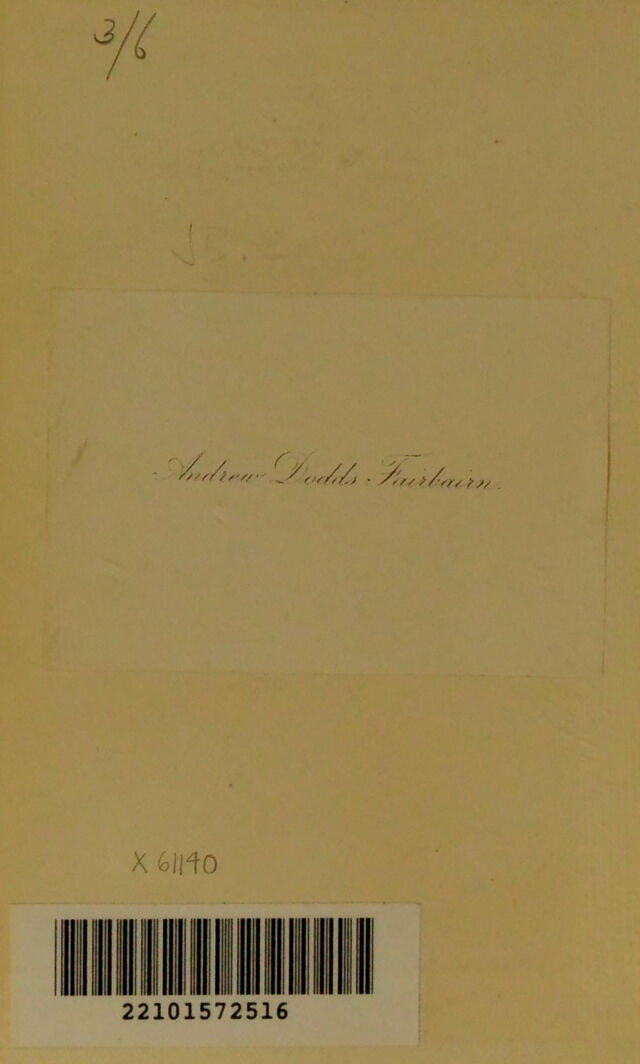 3/6
Andrew Dodds Fairbairn.
X 61140
22101572516